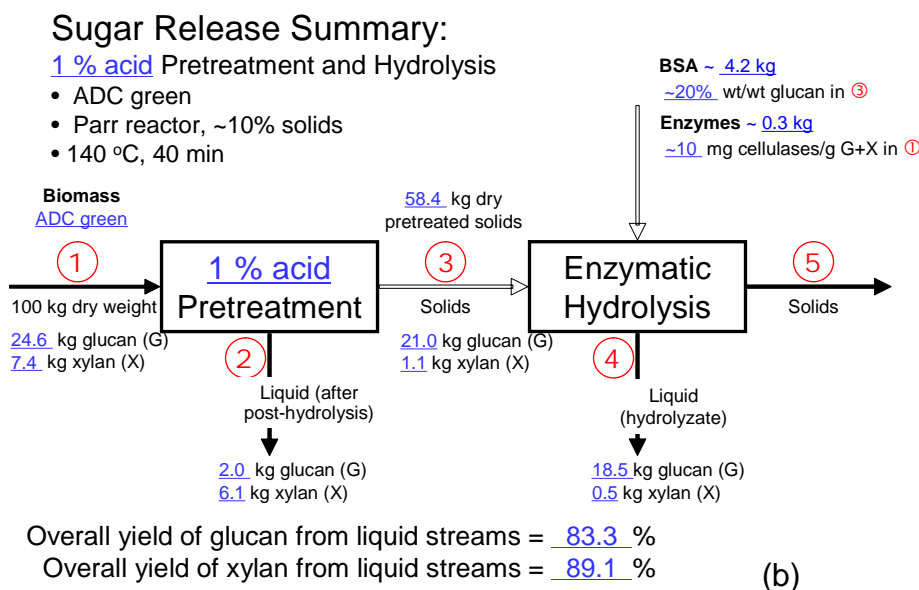 Sugar Release Summary:
1 % acid Pretreatment and Hydrolysis
• ADC green
• Parr reactor, ~10% solids
• 140 ºC, 40 min
BSA ~ 4.2 kg
~20% wt/wt glucan in ③
Enzymes ~ 0.3 kg
~10 mg cellulases/g G+X in ①
Biomass
ADC green
1
100 kg dry weight
24.6 kg glucan (G)
7.4 kg xylan (X)
1 % acid
Pretreatment
2
Liquid (after
post-hydrolysis)
2.0 kg glucan (G)
6.1 kg xylan (X)
58.4 kg dry
pretreated solids
3
Solids
21.0 kg glucan (G)
1.1 kg xylan (X)
Enzymatic
Hydrolysis
4
Liquid
(hydrolyzate)
18.5 kg glucan (G)
0.5 kg xylan (X)
5
Solids
Overall yield of glucan from liquid streams = 83.3 %
Overall yield of xylan from liquid streams = 89.1 %
(b)